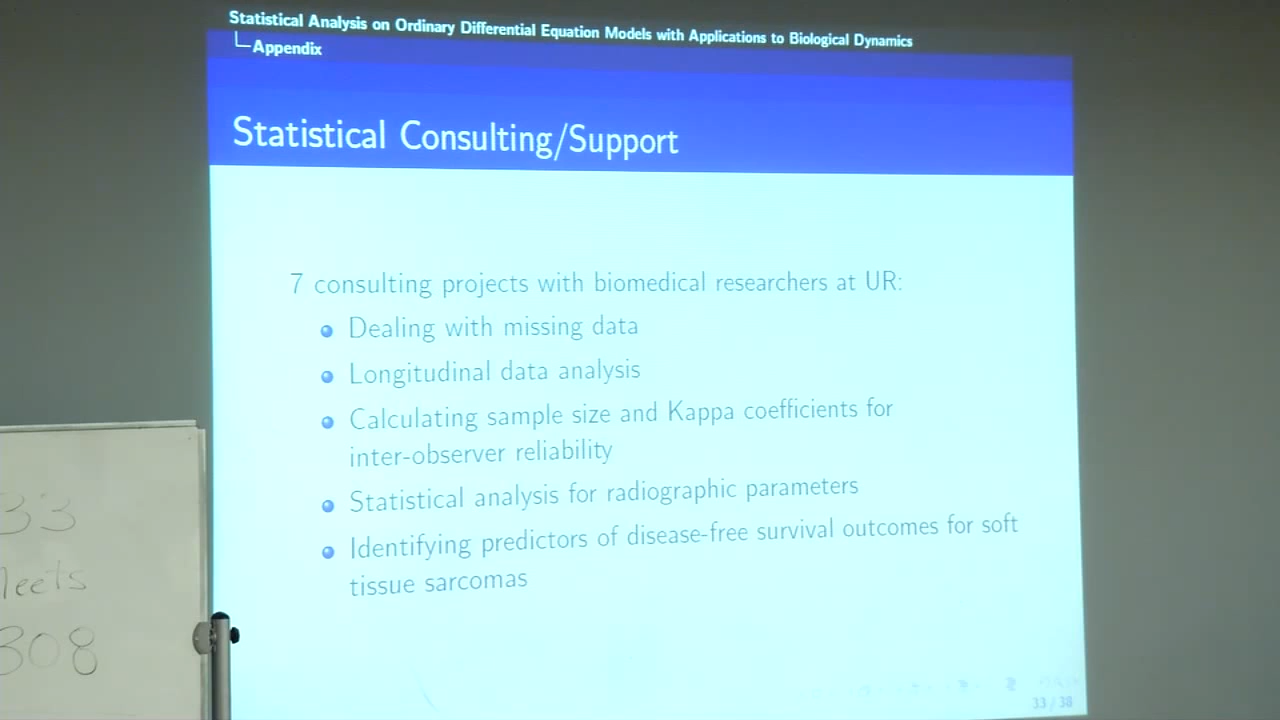 Statistical Analysis on Ordinary Differential Equation Models with Applications to Biological Dynamics
Appendix
Statistical Consulting/Support
7 consulting projects with biomedical researchers at UR:
Dealing with missing data
Longitudinal data analysis
Calculating sample size and Kappa coefficients for
inter-observer reliability
Statistical analysis for radiographic parameters
Identifying predictors of disease-free survival outcomes for soft
tissue sarcomas
33 / 38
33
308